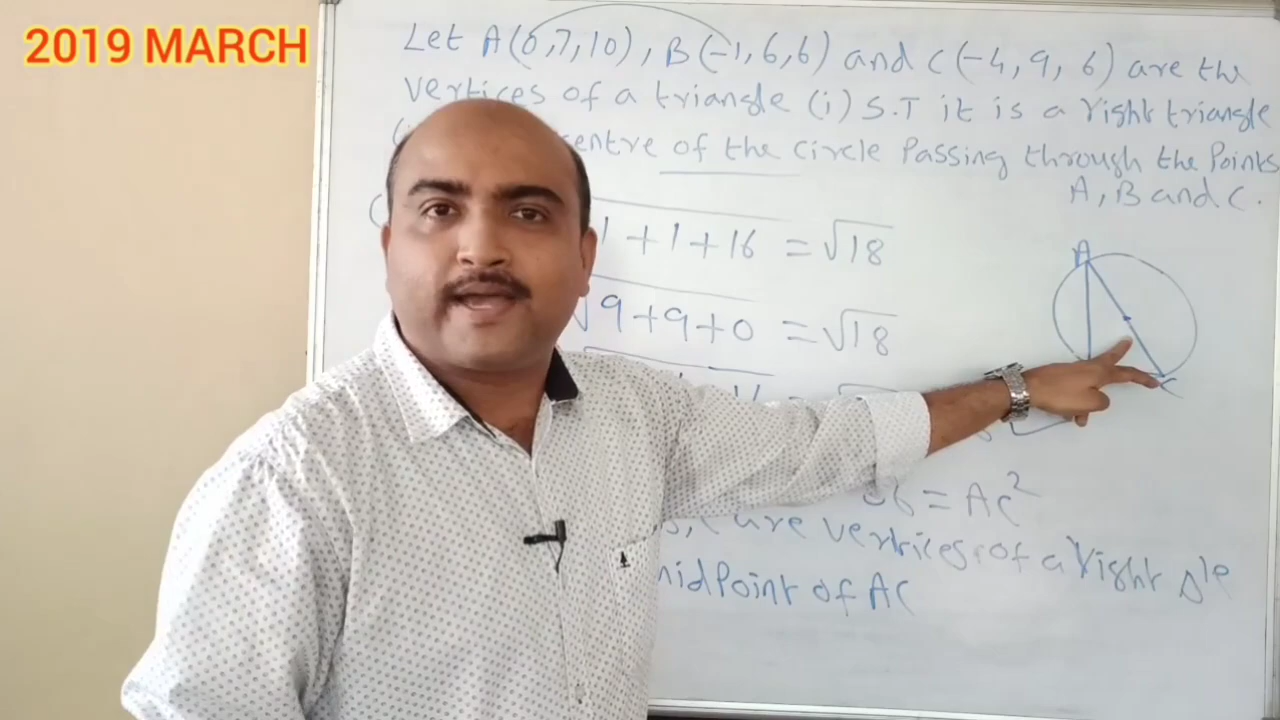 2019 MARCH
Let A(0,7,10), B(-1,6,6) and C(-4, 9, 6) are the
vertices of a triangle (i) S.T it is a right triangle
entre of the circle Passing through the Points
A, B and C.
1+1+16 = √18
√9+9+0 = √18
A
C
= AC²
are vertices of a right Δle
midpoint of AC